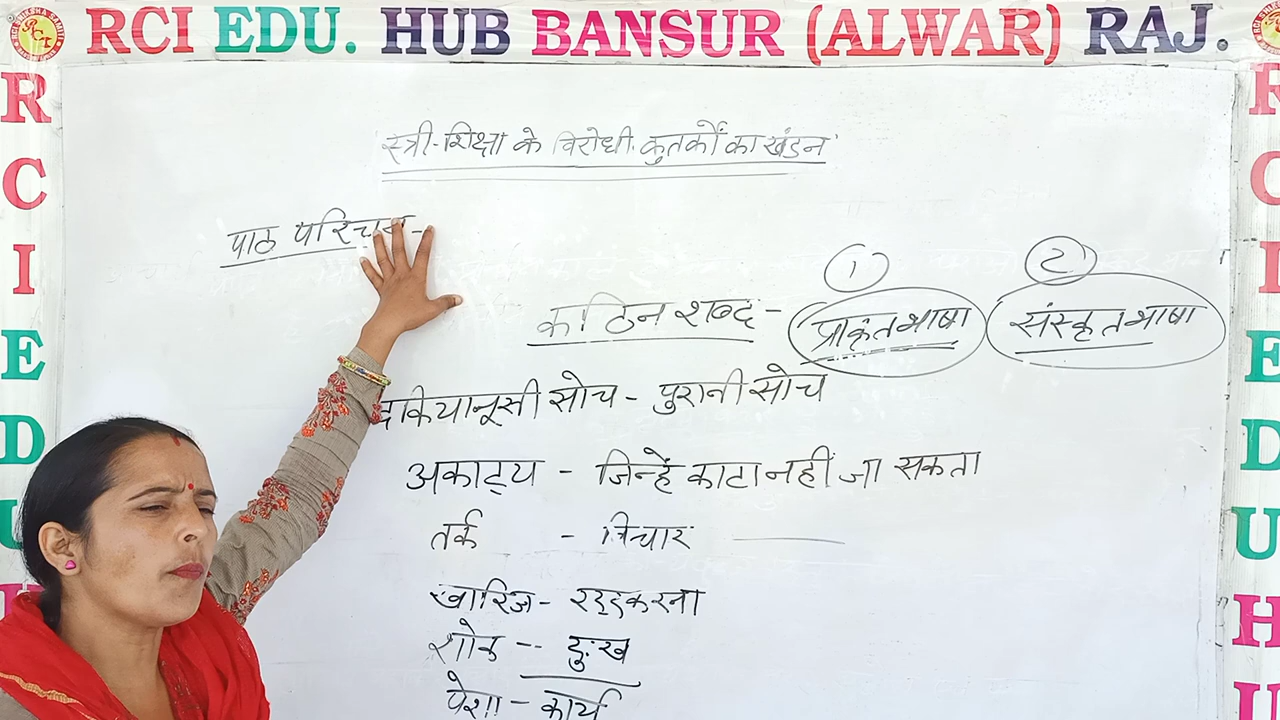 RCI EDU. HUB BANSUR (ALWAR) RAJ.
स्त्री-शिक्षा के विरोधी कुतर्कों का खंडन
पाठ परिचय -
1 2
कठिन शब्द - प्राकृत भाषा संस्कृत भाषा
दकियानूसी सोच - पुरानी सोच
अकाट्य - जिन्हें काटा नहीं जा सकता
तर्क - विचार
खारिज - रद्द करना
शोक -- दुःख
पेशा - कार्य
R
C
I
E
D
U
R
C
I
E
D
U
H
U